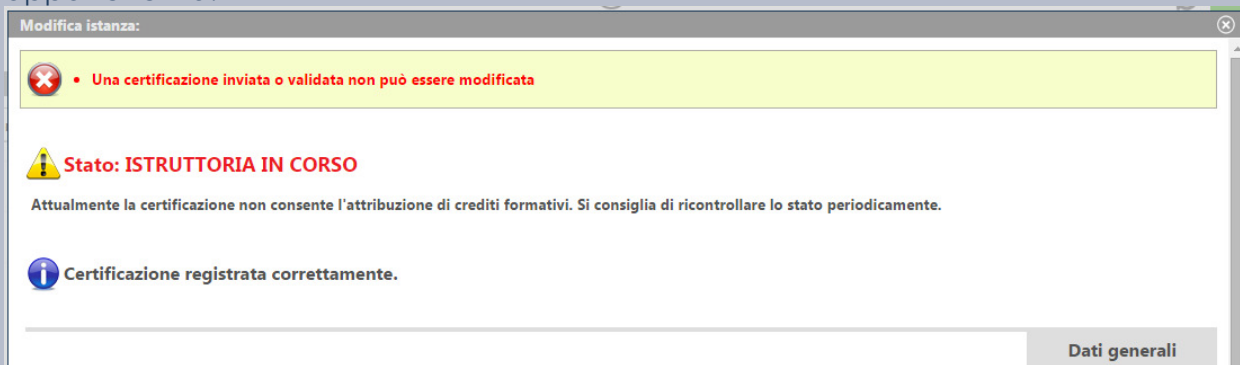 Modifica istanza:
• Una certificazione inviata o validata non può essere modificata
Stato: ISTRUTTORIA IN CORSO
Attualmente la certificazione non consente l'attribuzione di crediti formativi. Si consiglia di ricontrollare lo stato periodicamente.
Certificazione registrata correttamente.
Dati generali